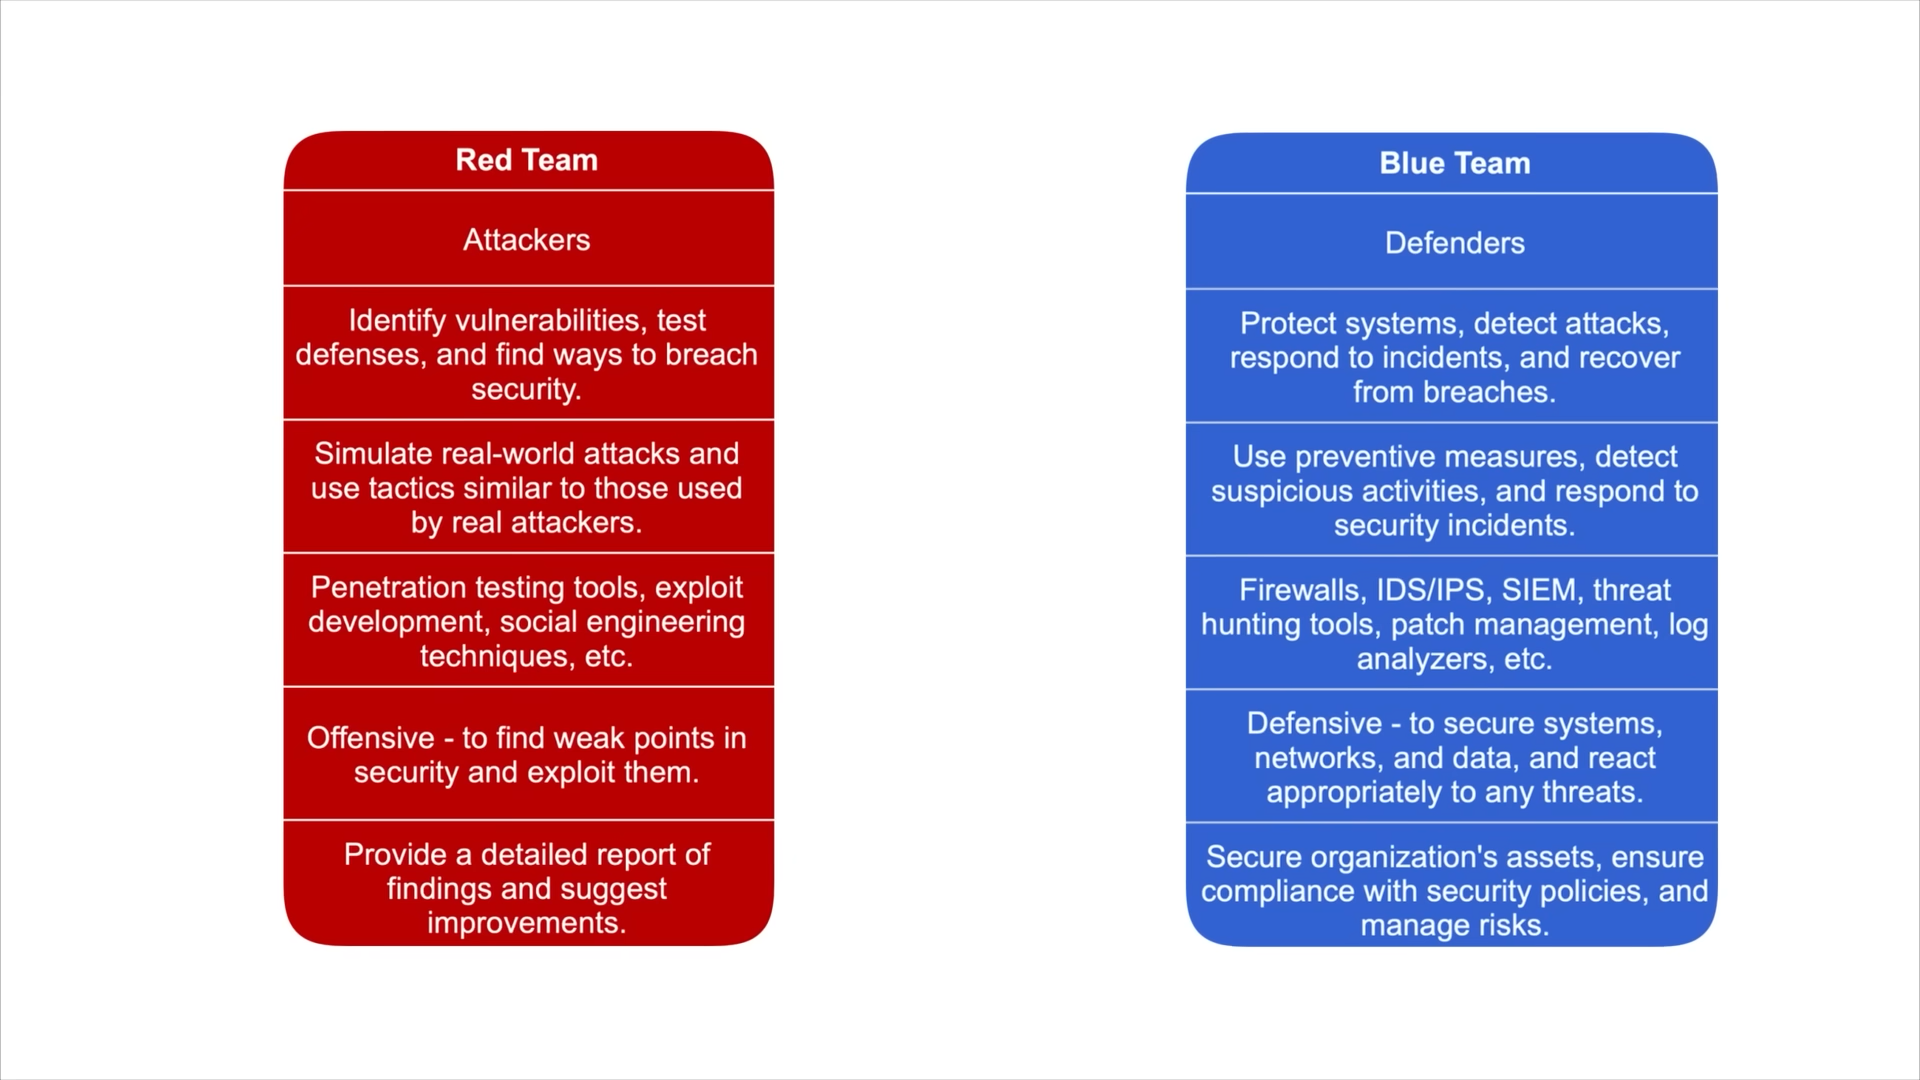 Red Team
Attackers
Identify vulnerabilities, test
defenses, and find ways to breach
security.
Simulate real-world attacks and
use tactics similar to those used
by real attackers.
Penetration testing tools, exploit
development, social engineering
techniques, etc.
Offensive - to find weak points in
security and exploit them.
Provide a detailed report of
findings and suggest
improvements.
Blue Team
Defenders
Protect systems, detect attacks,
respond to incidents, and recover
from breaches.
Use preventive measures, detect
suspicious activities, and respond to
security incidents.
Firewalls, IDS/IPS, SIEM, threat
hunting tools, patch management, log
analyzers, etc.
Defensive - to secure systems,
networks, and data, and react
appropriately to any threats.
Secure organization's assets, ensure
compliance with security policies, and
manage risks.